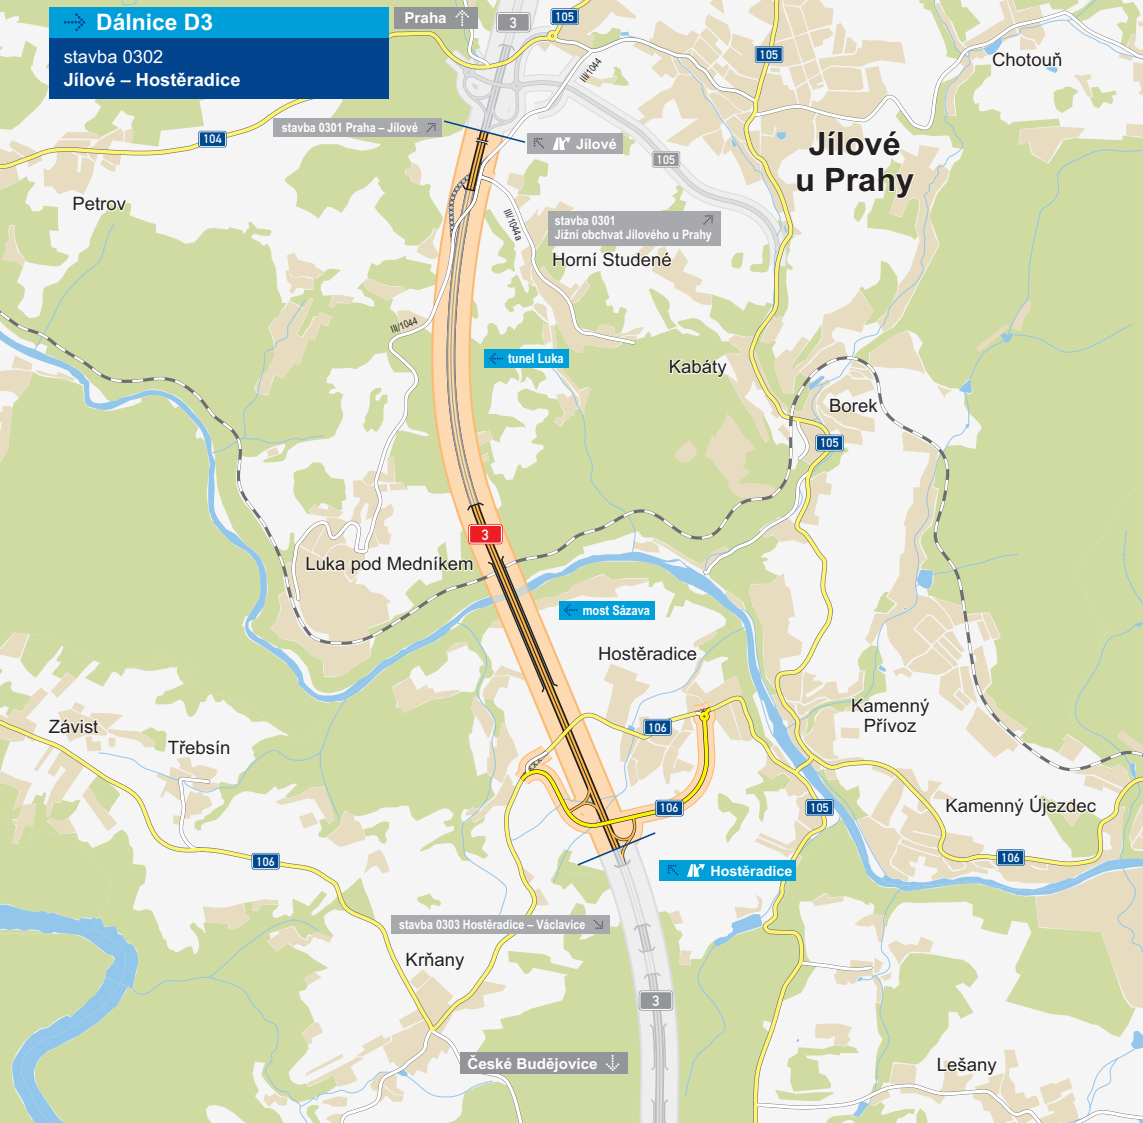 Dálnice D3
stavba 0302
Jílové – Hostěradice
Praha
3
105
105
Chotouň
III/1044
stavba 0301 Praha – Jílové
104
Jílové
105
Jílové
u Prahy
Petrov
III/1044a
stavba 0301
Jižní obchvat Jílového u Prahy
Horní Studené
III/1044
tunel Luka
Kabáty
Borek
105
3
Luka pod Medníkem
most Sázava
Hostěradice
Kamenný
Přívoz
106
Závist
Třebsín
106
105
Kamenný Újezdec
106
106
Hostěradice
stavba 0303 Hostěradice – Václavice
Krňany
3
České Budějovice
Lešany